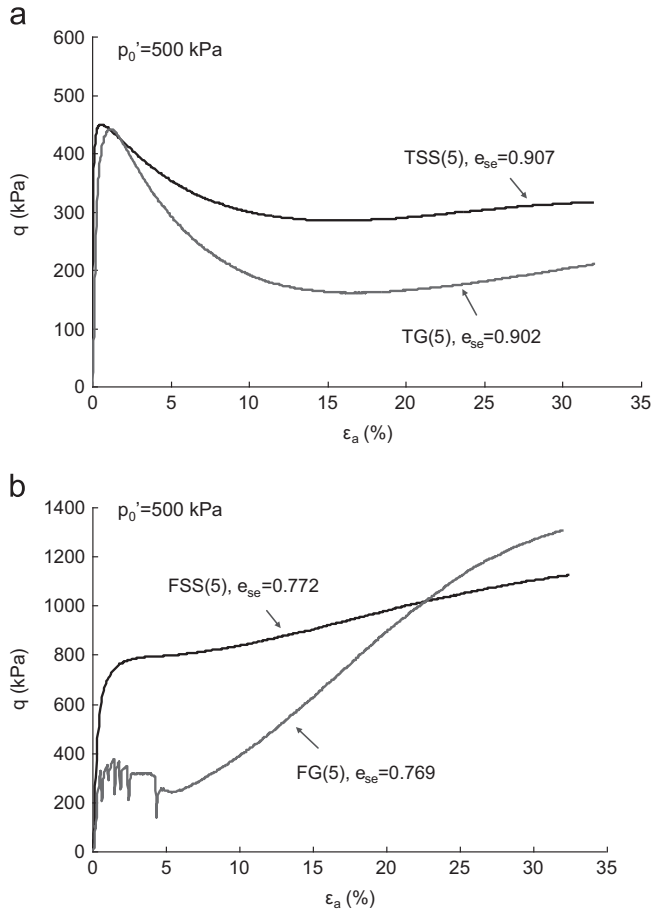 a
600
p₀'=500 kPa
500
400
TSS(5), eₛₑ=0.907
q (kPa)
300
200
100
TG(5), eₛₑ=0.902
0
0 5 10 15 20 25 30 35
εₐ (%)
b
1400
p₀'=500 kPa
1200
FSS(5), eₛₑ=0.772
1000
800
q (kPa)
600
400
FG(5), eₛₑ=0.769
200
0
0 5 10 15 20 25 30 35
εₐ (%)